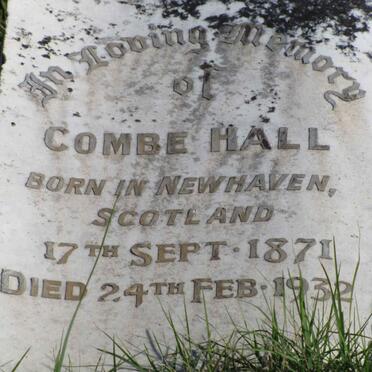 In Loving Memory
of
COMBE HALL
BORN IN NEWHAVEN,
SCOTLAND
17TH SEPT. 1871
DIED 24TH FEB. 1932